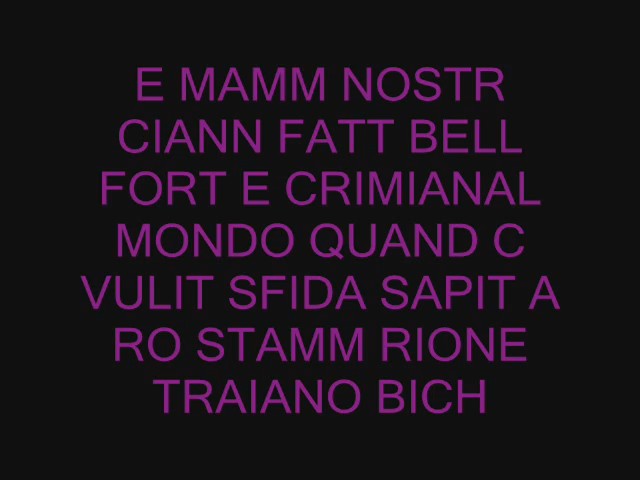 E MAMM NOSTR
CIANN FATT BELL
FORT E CRIMIANAL
MONDO QUAND C
VULIT SFIDA SAPIT A
RO STAMM RIONE
TRAIANO BICH